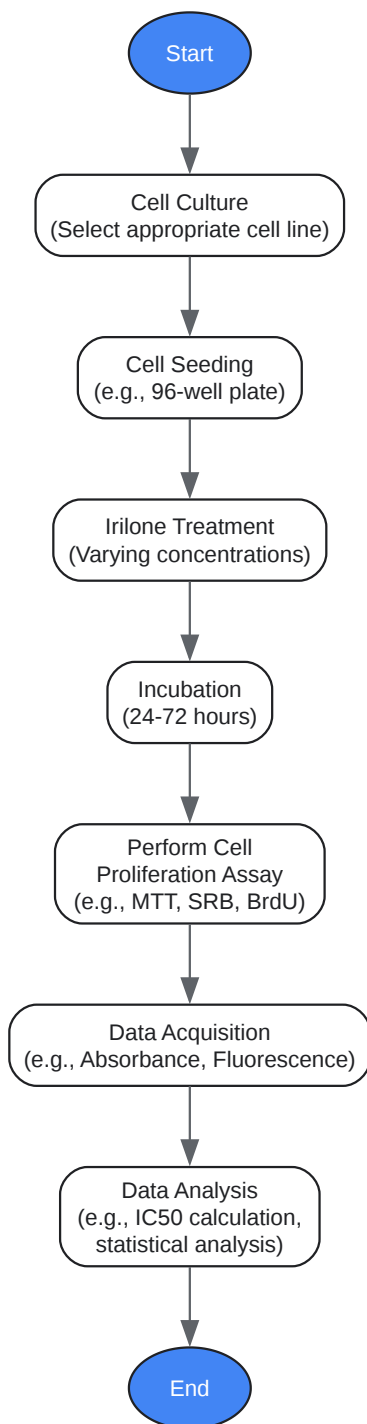 Start
Cell Culture
(Select appropriate cell line)
Cell Seeding
(e.g., 96-well plate)
Irilone Treatment
(Varying concentrations)
Incubation
(24-72 hours)
Perform Cell
Proliferation Assay
(e.g., MTT, SRB, BrdU)
Data Acquisition
(e.g., Absorbance, Fluorescence)
Data Analysis
(e.g., IC50 calculation,
statistical analysis)
End